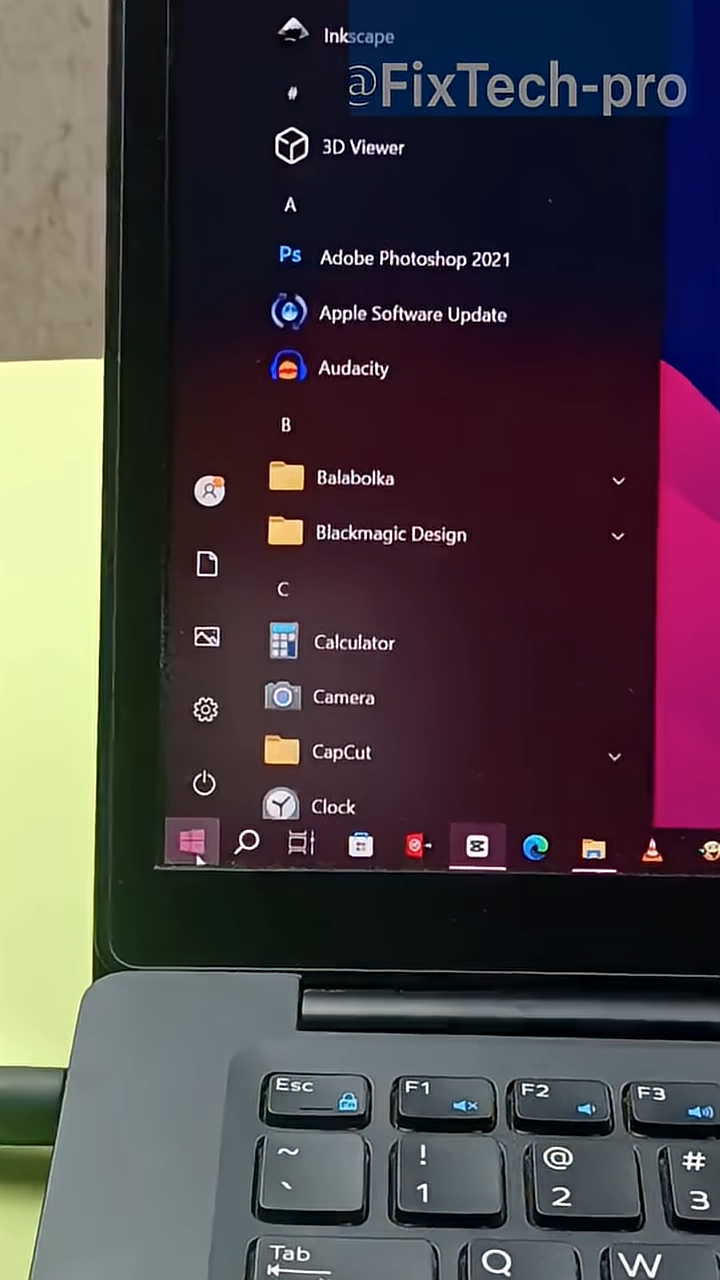 Inkscape
@FixTech-pro
#
3D Viewer
A
Ps Adobe Photoshop 2021
Apple Software Update
Audacity
B
Balabolka
Blackmagic Design
C
Calculator
Camera
CapCut
Clock
Esc F1 F2 F3
~ ! @ #
` 1 2 3
Tab Q W